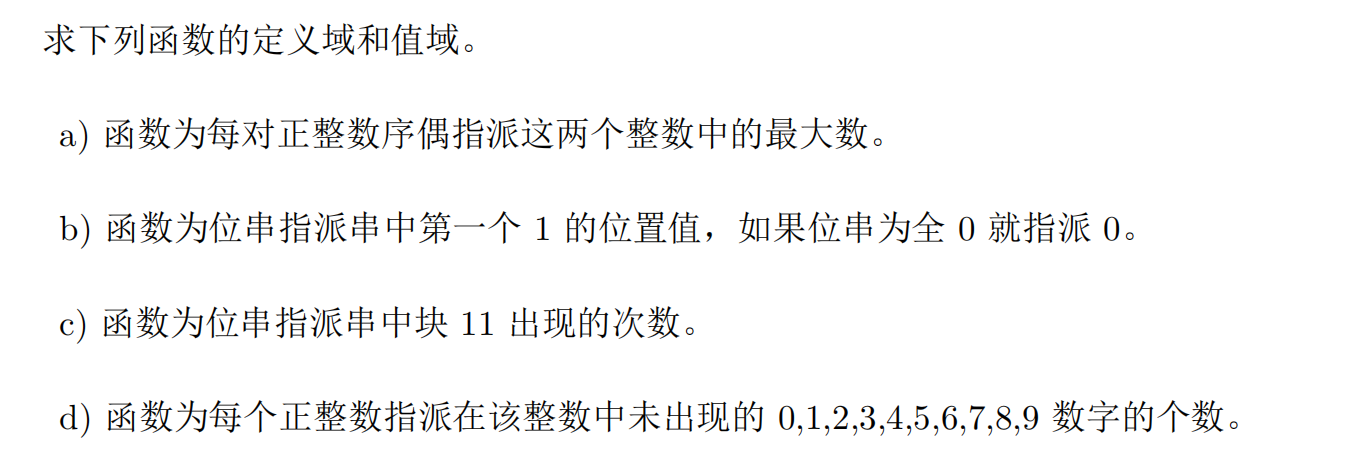 求下列函数的定义域和值域。
a) 函数为每对正整数序偶指派这两个整数中的最大数。
b) 函数为位串指派串中第一个 1 的位置值，如果位串为全 0 就指派 0。
c) 函数为位串指派串中块 11 出现的次数。
d) 函数为每个正整数指派在该整数中未出现的 0,1,2,3,4,5,6,7,8,9 数字的个数。